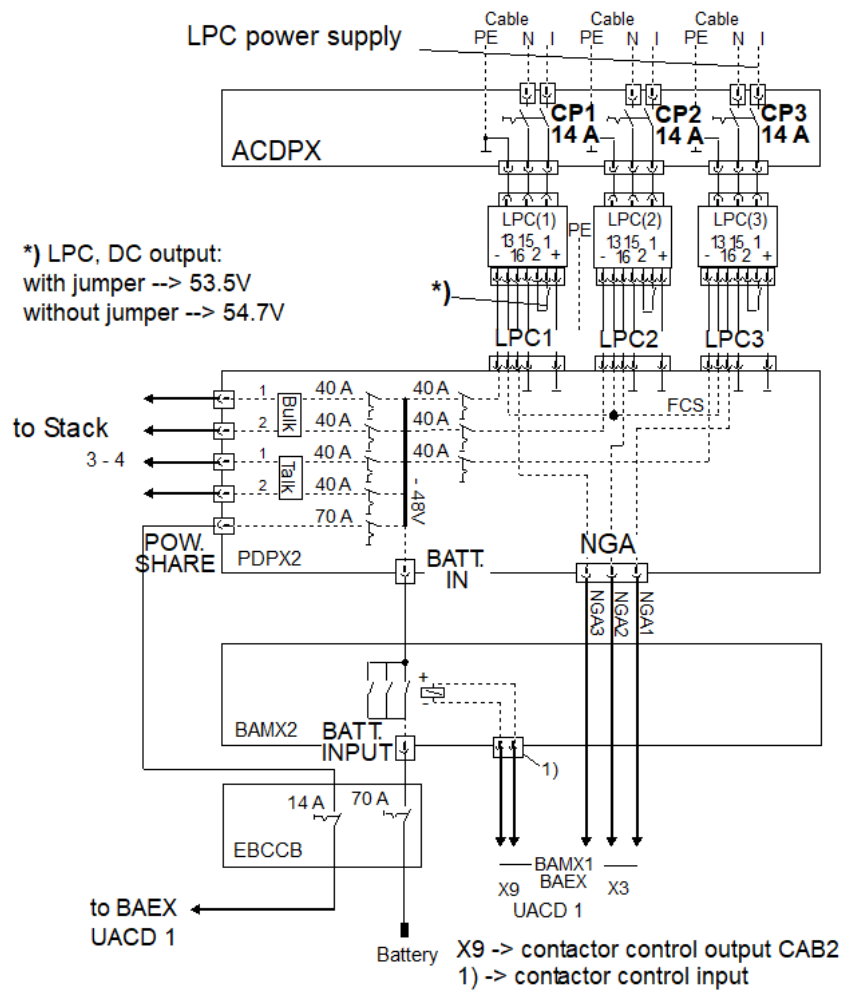 Cable Cable Cable
LPC power supply
PE N I PE N I PE N I
CP1 CP2 CP3
14 A 14 A 14 A
ACDPX
LPC(1) LPC(2) LPC(3)
PE
13 15 1 13 15 1 13 15 1
- 16 2 + - 16 2 + - 16 2 +
*) LPC, DC output:
with jumper --> 53.5V
without jumper --> 54.7V
*)
LPC1 LPC2 LPC3
1 Bulk 40 A 40 A
FCS
to Stack
2 40 A 40 A
3 - 4
1 Talk 40 A 40 A
2 40 A
- 48V
70 A
POW.
SHARE
PDPX2
BATT.
IN
NGA
NGA3 NGA2 NGA1
+
-
BAMX2
BATT.
INPUT
1)
14 A 70 A
EBCCB
BAMX1
BAEX
X9 X3
UACD 1
to BAEX
UACD 1
Battery
X9 -> contactor control output CAB2
1) -> contactor control input